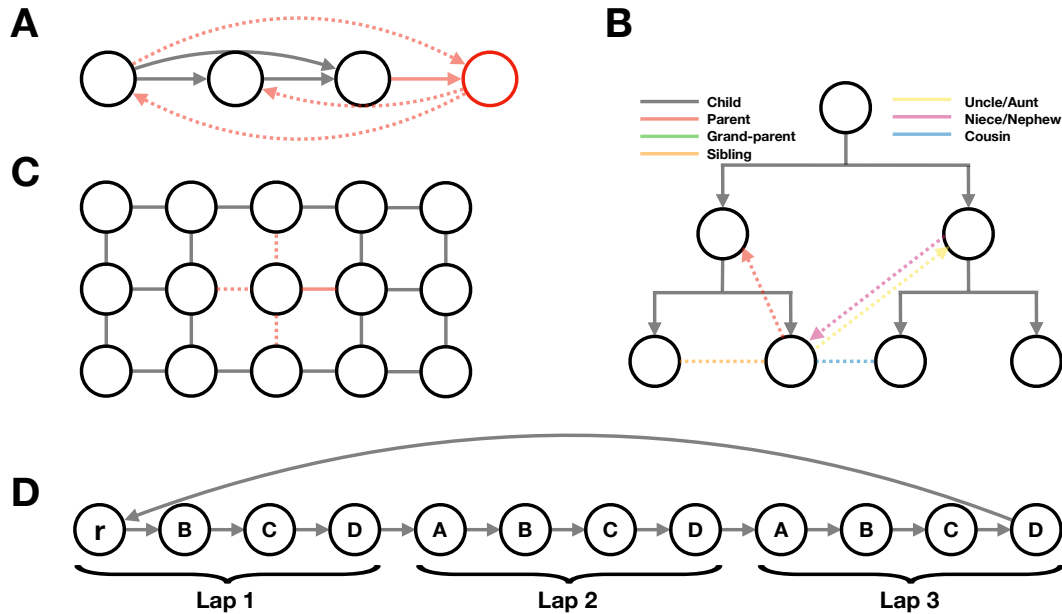 A
B
Child
Parent
Grand-parent
Sibling
Uncle/Aunt
Niece/Nephew
Cousin
C
D
r B C D A B C D A B C D
Lap 1 Lap 2 Lap 3